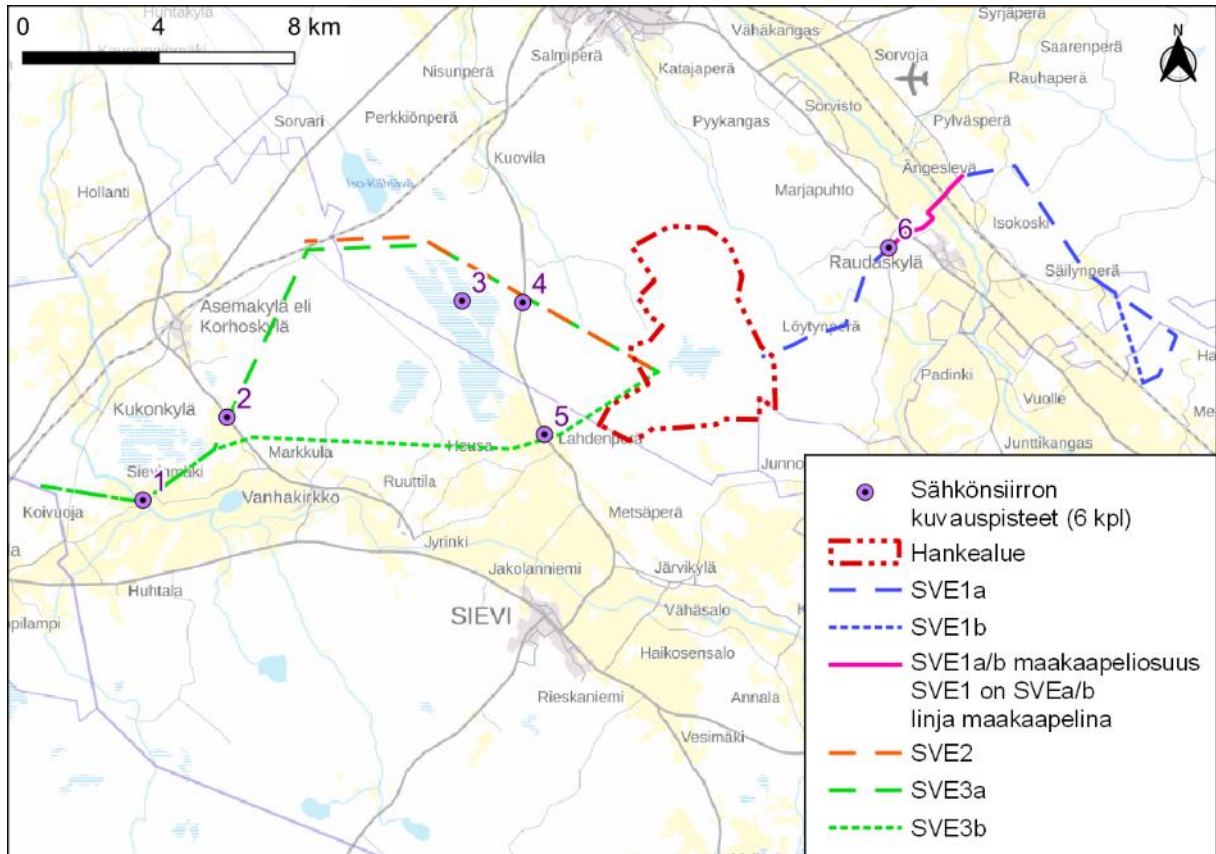 0 4 8 km
N
Huhtakylä
Syrjäperä
Vähäkangas
Salmiperä
Sorvoja
Saarenperä
Nisunperä
Katajaperä
Rauhaperä
Sorvisto
Sorvari
Perkkiönperä
Pyykangas
Pylväsperä
Kuovila
Ängeslevä
Hollanti
Iso-Kähtävä
Marjapuhto
Isokoski
6
Raudaskylä
Säilynperä
3
4
Asemakylä eli
Korhoskylä
Löytynperä
Padinki
Vuolle
2
Kukonkylä
5
Lahdenperä
Heusa
Markkula
Junttikangas
Sievinmäki
Ruuttila
1
Koivuoja
Vanhakirkko
Metsäperä
Jyrinki
Jakolanniemi
Järvikylä
Huhtala
Vähäsalo
SIEVI
Haikosensalo
Rieskaniemi
Annala
Vesimäki
Sähkönsiirron
kuvauspisteet (6 kpl)
Hankealue
SVE1a
SVE1b
SVE1a/b maakaapeliosuus
SVE1 on SVEa/b
linja maakaapelina
SVE2
SVE3a
SVE3b